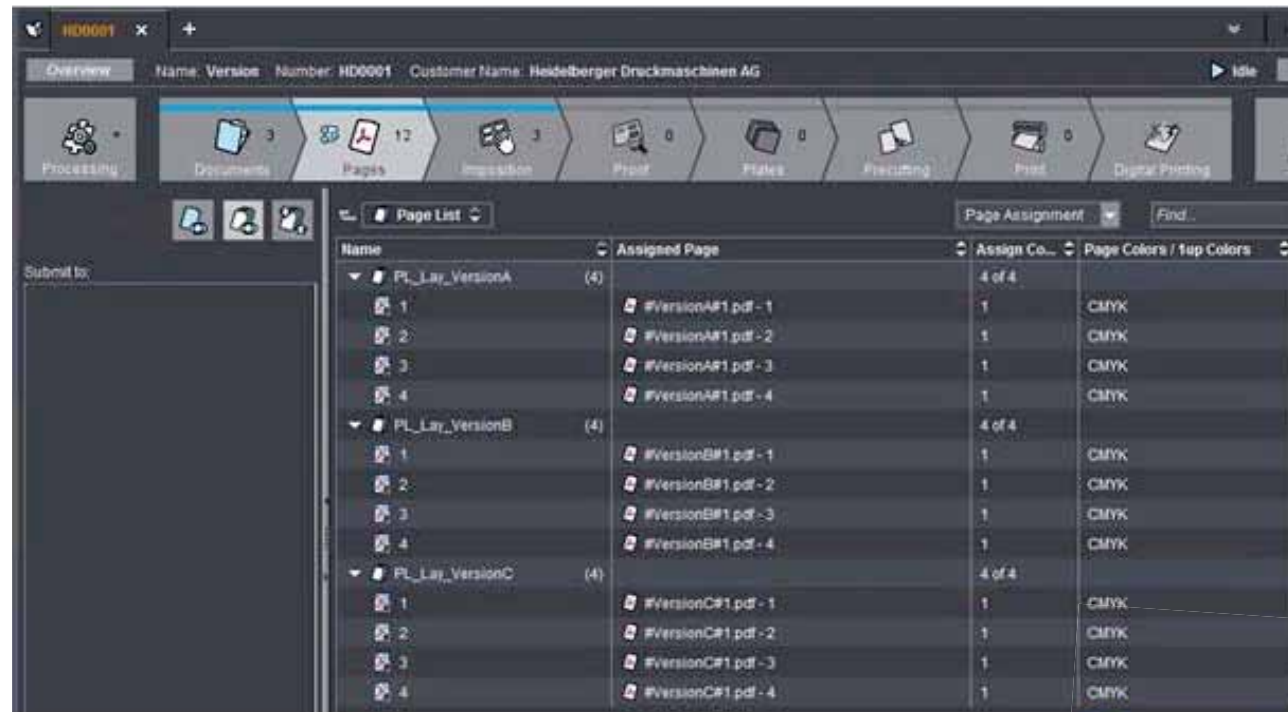 HD0001 × +
Overview Name: Version Number: HD0001 Customer Name: Heidelberger Druckmaschinen AG Idle
3 12 3 0 0 0
Processing Documents Pages Imposition Proof Plates Precutting Print Digital Printing
Page List Page Assignment Find...
Name Assigned Page Assign Co... Page Colors / 1up Colors
Submit to:
PL_Lay_VersionA (4) 4 of 4
1 #VersionA#1.pdf - 1 1 CMYK
2 #VersionA#1.pdf - 2 1 CMYK
3 #VersionA#1.pdf - 3 1 CMYK
4 #VersionA#1.pdf - 4 1 CMYK
PL_Lay_VersionB (4) 4 of 4
1 #VersionB#1.pdf - 1 1 CMYK
2 #VersionB#1.pdf - 2 1 CMYK
3 #VersionB#1.pdf - 3 1 CMYK
4 #VersionB#1.pdf - 4 1 CMYK
PL_Lay_VersionC (4) 4 of 4
1 #VersionC#1.pdf - 1 1 CMYK
2 #VersionC#1.pdf - 2 1 CMYK
3 #VersionC#1.pdf - 3 1 CMYK
4 #VersionC#1.pdf - 4 1 CMYK